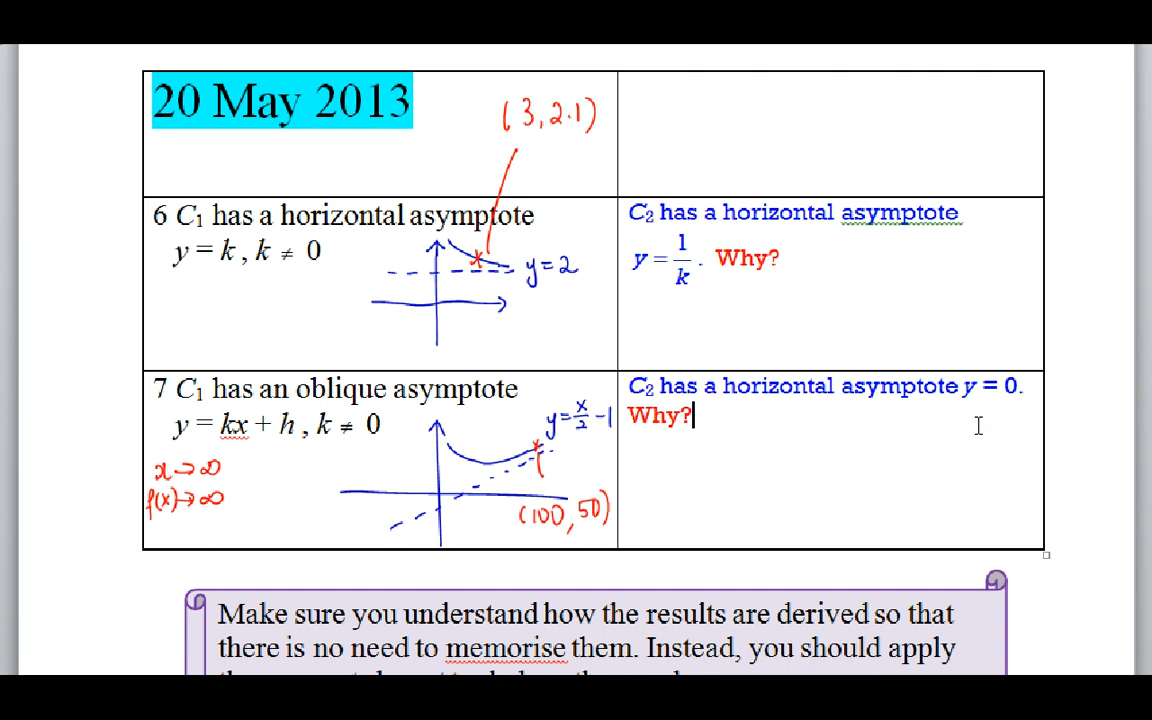 20 May 2013
(3, 2.1)
6 C₁ has a horizontal asymptote
y = k , k ≠ 0
y=2
C₂ has a horizontal asymptote
y = 1/k . Why?
7 C₁ has an oblique asymptote
y = kx + h , k ≠ 0
y=x/2 -1
x→∞
f(x)→∞
(100, 50)
C₂ has a horizontal asymptote y = 0.
Why?
Make sure you understand how the results are derived so that
there is no need to memorise them. Instead, you should apply